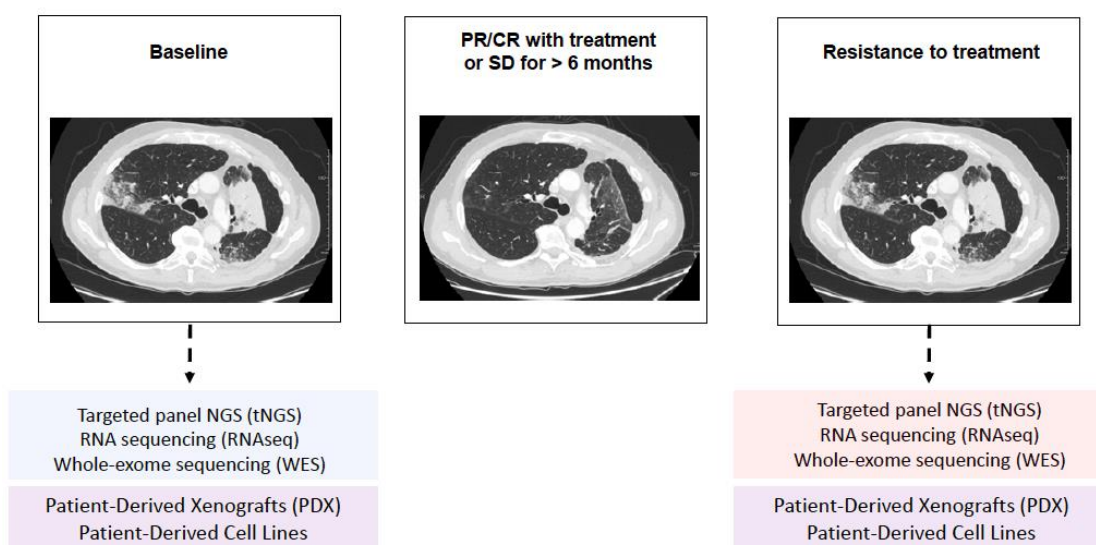 Baseline
PR/CR with treatment
or SD for > 6 months
Resistance to treatment
Targeted panel NGS (tNGS)
RNA sequencing (RNAseq)
Whole-exome sequencing (WES)
Patient-Derived Xenografts (PDX)
Patient-Derived Cell Lines
Targeted panel NGS (tNGS)
RNA sequencing (RNAseq)
Whole-exome sequencing (WES)
Patient-Derived Xenografts (PDX)
Patient-Derived Cell Lines